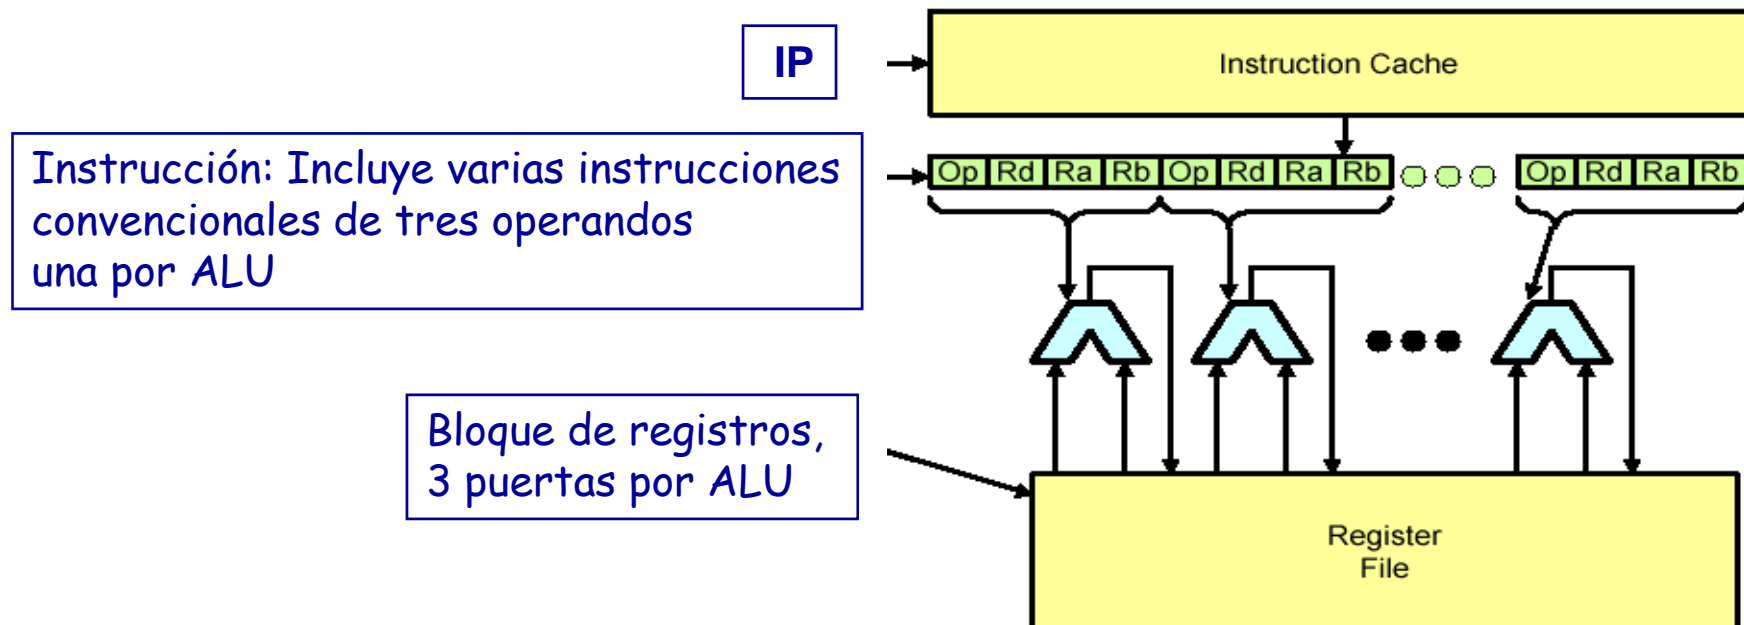 IP
Instruction Cache
Instrucción: Incluye varias instrucciones
convencionales de tres operandos
una por ALU
Op Rd Ra Rb Op Rd Ra Rb Op Rd Ra Rb
Bloque de registros,
3 puertas por ALU
Register
File